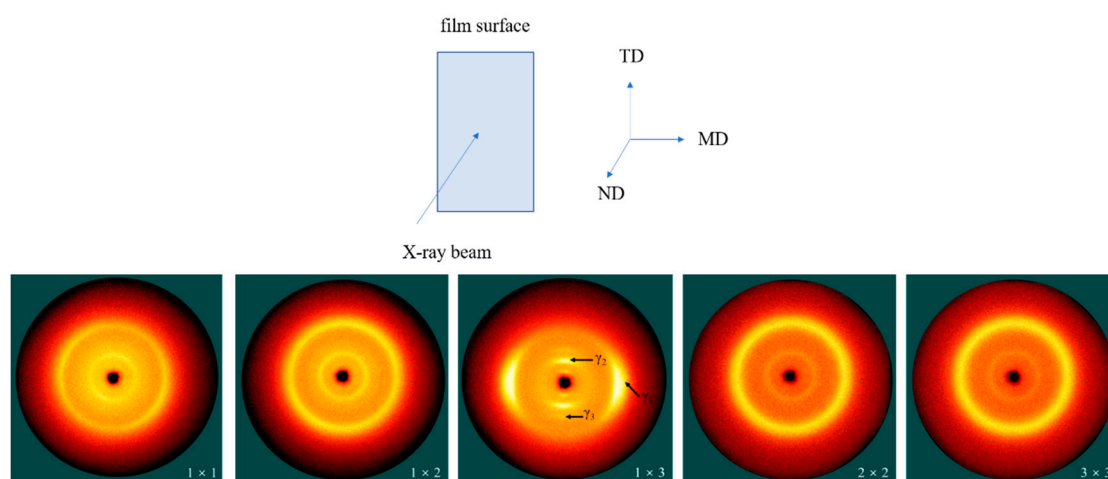 film surface
TD
MD
ND
X-ray beam
γ₂
γ₁
γ₃
1 × 1
1 × 2
1 × 3
2 × 2
3 × 3